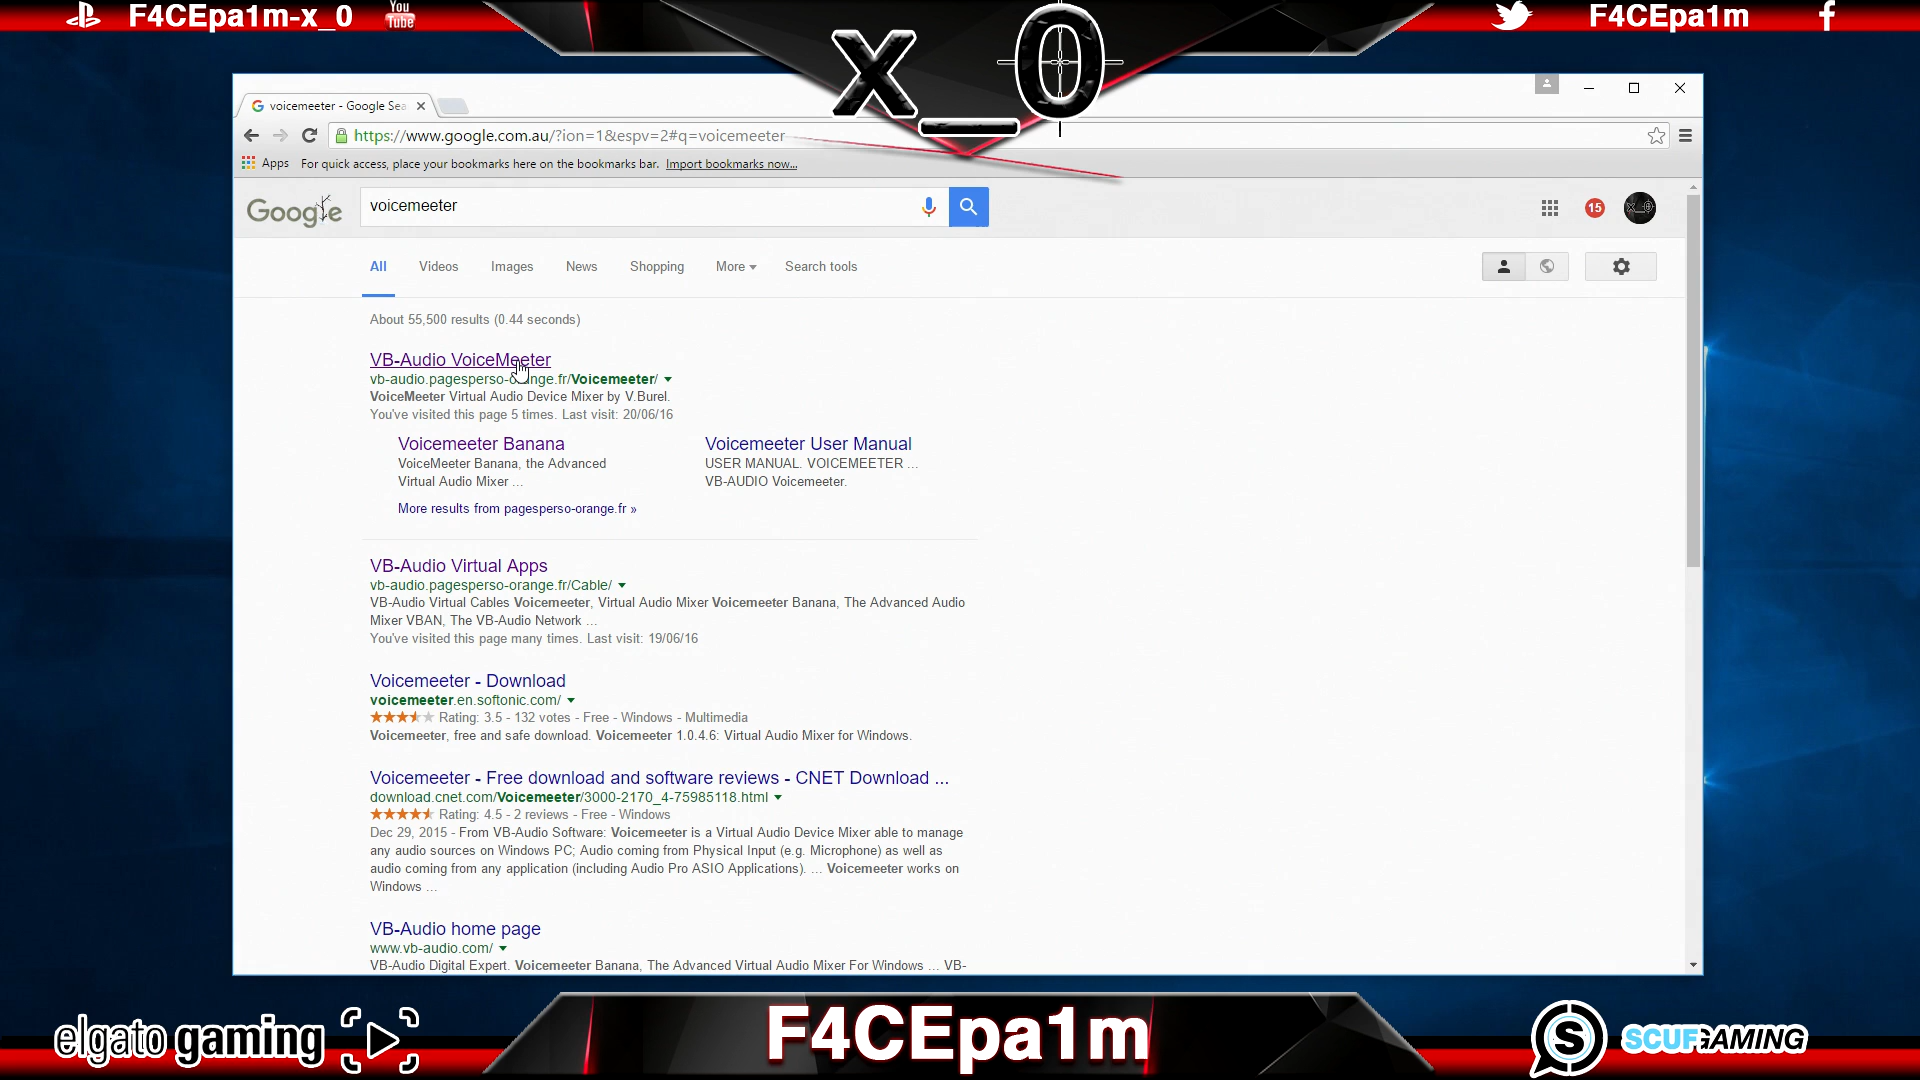 F4CEpa1m-x_0
You
Tube
x_0
F4CEpa1m
voicemeeter - Google Sea
https://www.google.com.au/?ion=1&espv=2#q=voicemeeter
Apps For quick access, place your bookmarks here on the bookmarks bar. Import bookmarks now...
Google
voicemeeter
15
x_0
All Videos Images News Shopping More Search tools
About 55,500 results (0.44 seconds)
VB-Audio VoiceMeeter
vb-audio.pagesperso-orange.fr/Voicemeeter/
VoiceMeeter Virtual Audio Device Mixer by V.Burel.
You've visited this page 5 times. Last visit: 20/06/16
Voicemeeter Banana
VoiceMeeter Banana, the Advanced
Virtual Audio Mixer ...
Voicemeeter User Manual
USER MANUAL. VOICEMEETER ...
VB-AUDIO Voicemeeter.
More results from pagesperso-orange.fr »
VB-Audio Virtual Apps
vb-audio.pagesperso-orange.fr/Cable/
VB-Audio Virtual Cables Voicemeeter, Virtual Audio Mixer Voicemeeter Banana, The Advanced Audio
Mixer VBAN, The VB-Audio Network ...
You've visited this page many times. Last visit: 19/06/16
Voicemeeter - Download
voicemeeter.en.softonic.com/
Rating: 3.5 - 132 votes - Free - Windows - Multimedia
Voicemeeter, free and safe download. Voicemeeter 1.0.4.6: Virtual Audio Mixer for Windows.
Voicemeeter - Free download and software reviews - CNET Download ...
download.cnet.com/Voicemeeter/3000-2170_4-75985118.html
Rating: 4.5 - 2 reviews - Free - Windows
Dec 29, 2015 - From VB-Audio Software: Voicemeeter is a Virtual Audio Device Mixer able to manage
any audio sources on Windows PC; Audio coming from Physical Input (e.g. Microphone) as well as
audio coming from any application (including Audio Pro ASIO Applications). ... Voicemeeter works on
Windows ...
VB-Audio home page
www.vb-audio.com/
VB-Audio Digital Expert. Voicemeeter Banana, The Advanced Virtual Audio Mixer For Windows ... VB-
elgato gaming
F4CEpa1m
S
SCUFGAMING